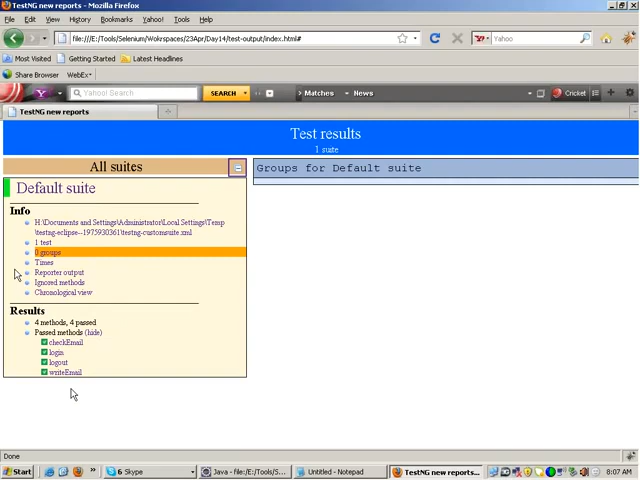 TestNG new reports - Mozilla Firefox
File Edit View History Bookmarks Yahoo! Tools Help
file:///E:/Tools/Selenium/Wokrspaces/23Apr/Day14/test-output/index.html#
Yahoo
Most Visited Getting Started Latest Headlines
Share Browser WebEx
Yahoo! Search SEARCH Matches News Cricket
TestNG new reports
Test results
1 suite
All suites
Groups for Default suite
Default suite
Info
H:\Documents and Settings\Administrator\Local Settings\Temp
\testng-eclipse--1975930361\testng-customsuite.xml
1 test
0 groups
Times
Reporter output
Ignored methods
Chronological view
Results
4 methods, 4 passed
Passed methods (hide)
checkEmail
login
logout
writeEmail
Done
Start 6 Skype Java - file:/E:/Tools/S... Untitled - Notepad TestNG new reports... 8:07 AM